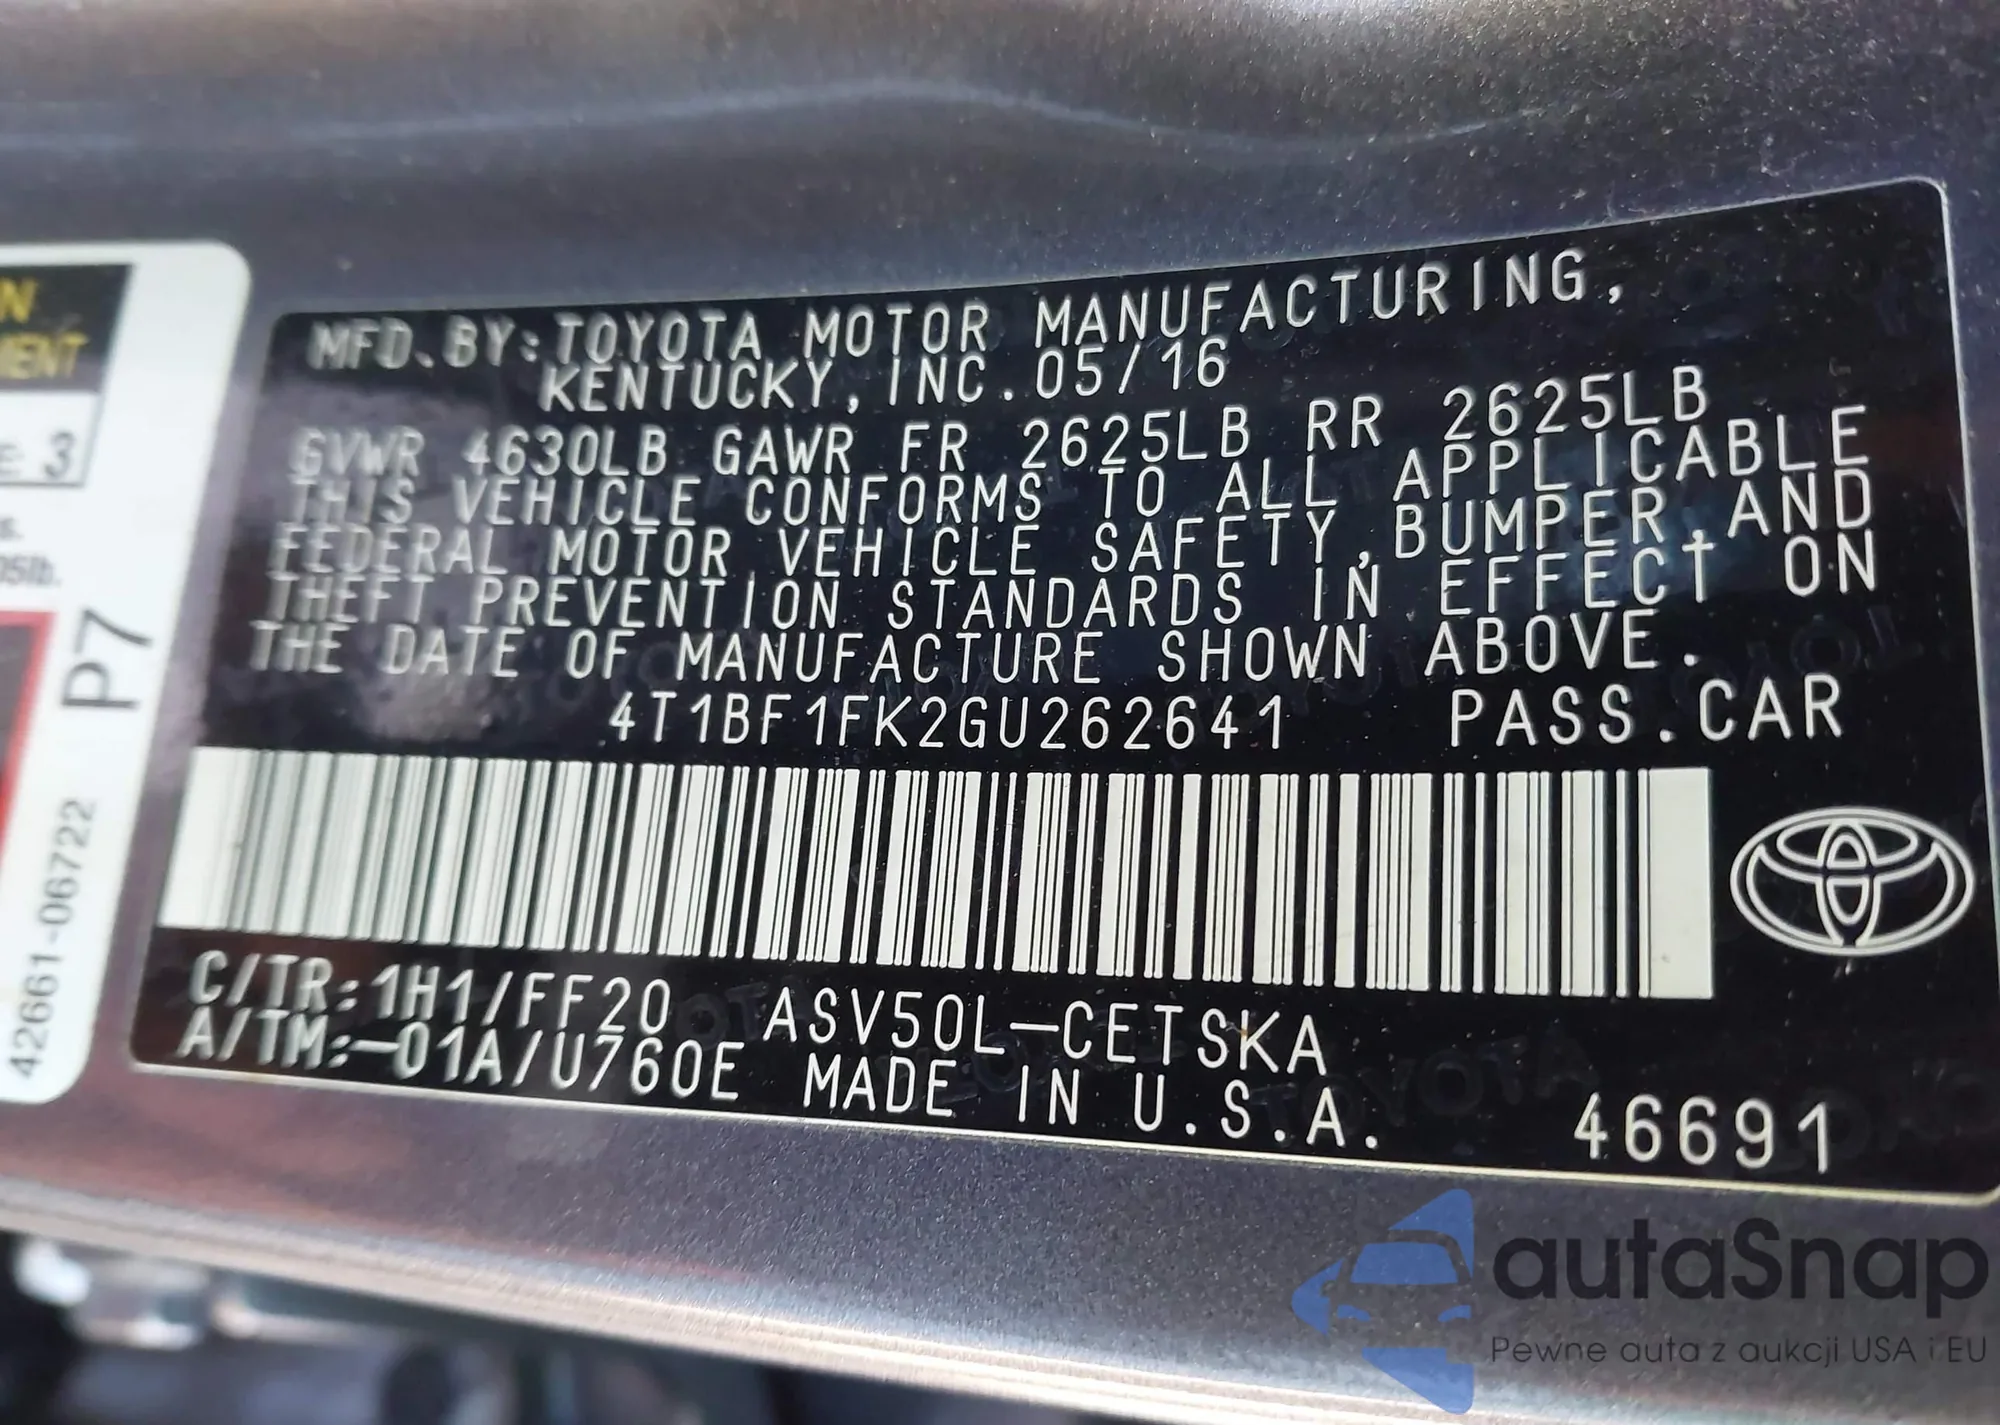 MFD.BY:TOYOTA MOTOR MANUFACTURING,
KENTUCKY, INC. 05/16
GVWR 4630LB GAWR FR 2625LB RR 2625LB
THIS VEHICLE CONFORMS TO ALL APPLICABLE
FEDERAL MOTOR VEHICLE SAFETY, BUMPER, AND
THEFT PREVENTION STANDARDS IN EFFECT ON
THE DATE OF MANUFACTURE SHOWN ABOVE.
4T1BF1FK2GU262641 PASS.CAR
C/TR:1H1/FF20 ASV50L-CETSKA
A/TM:-01A/U760E MADE IN U.S.A. 46691
3
P7
42661-06722
autaSnap
Pewne auta z aukcji USA i EU